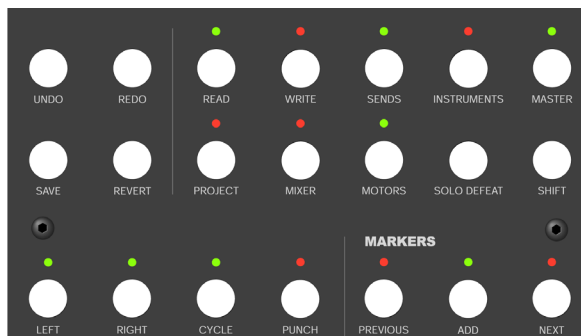 UNDO REDO READ WRITE SENDS INSTRUMENTS MASTER
SAVE REVERT PROJECT MIXER MOTORS SOLO DEFEAT SHIFT
MARKERS
LEFT RIGHT CYCLE PUNCH PREVIOUS ADD NEXT